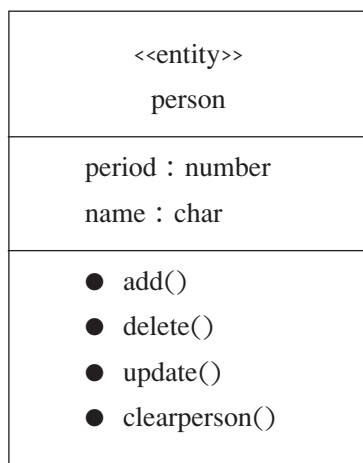 <<entity>>
person
period : number
name : char
● add()
● delete()
● update()
● clearperson()